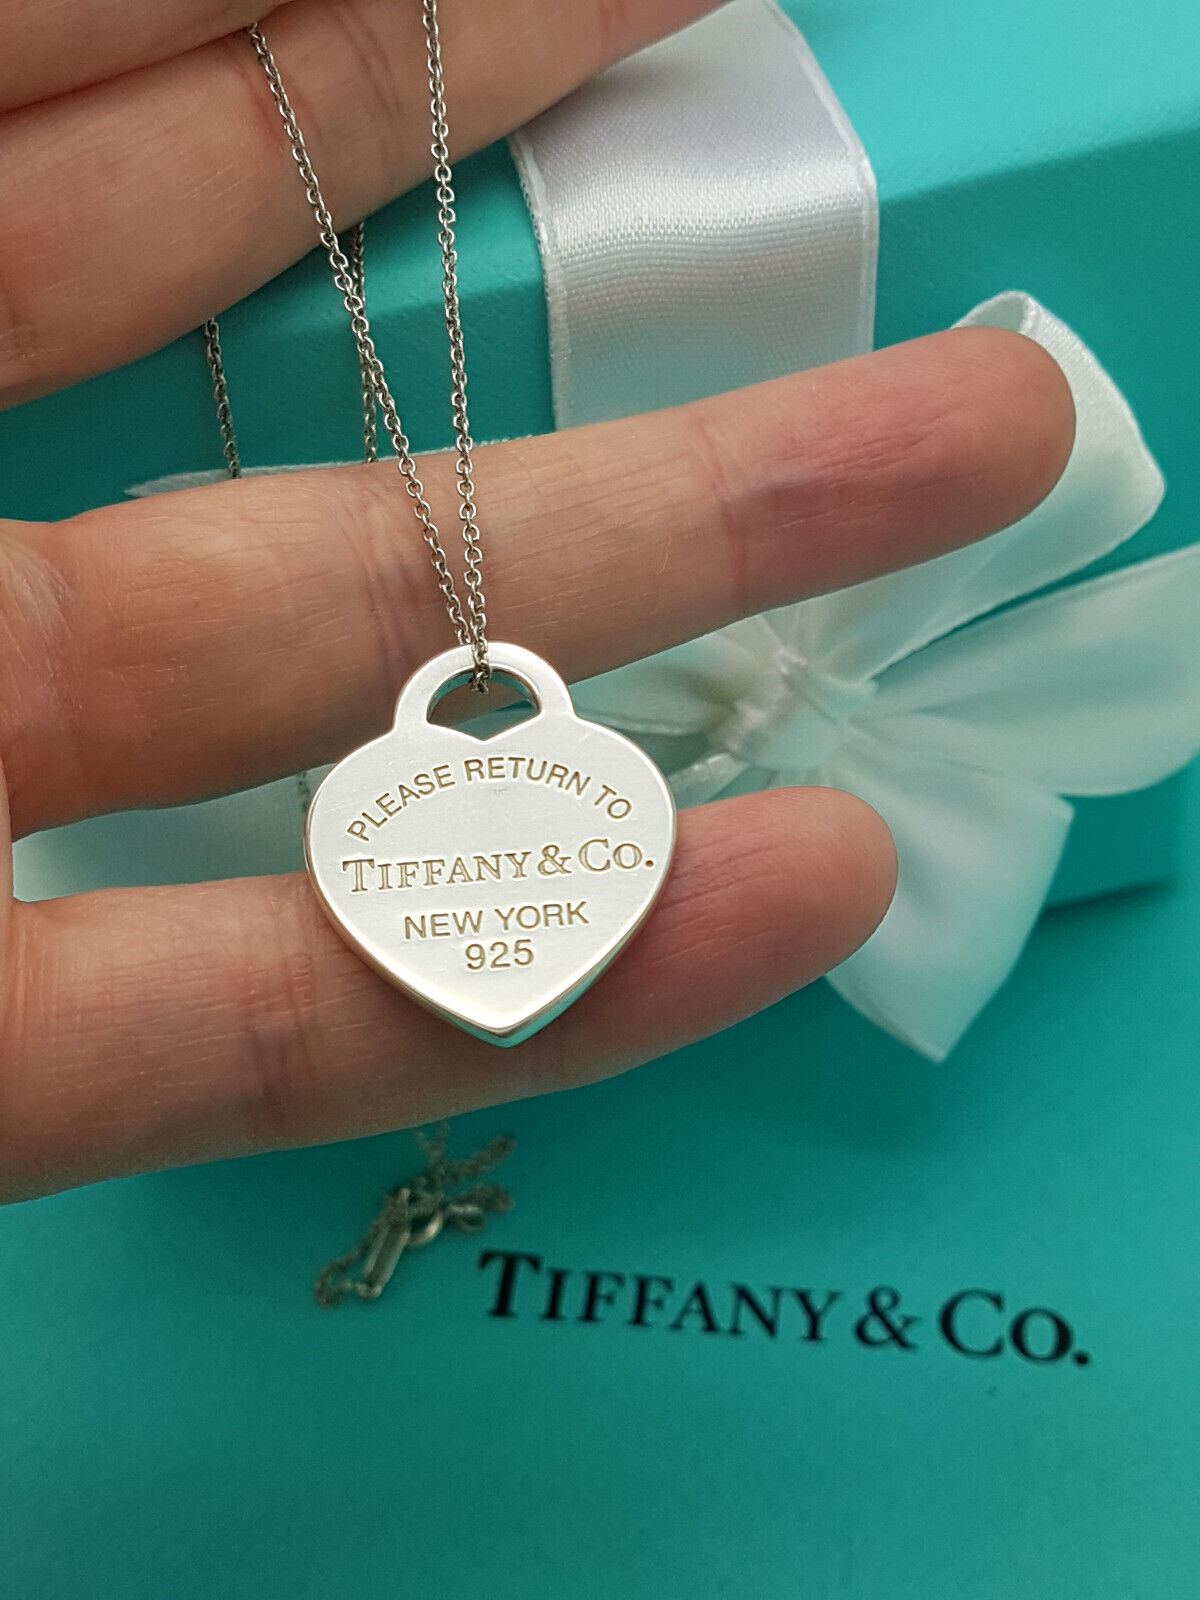 PLEASE RETURN TO
TIFFANY & CO.
NEW YORK
925
TIFFANY & CO.